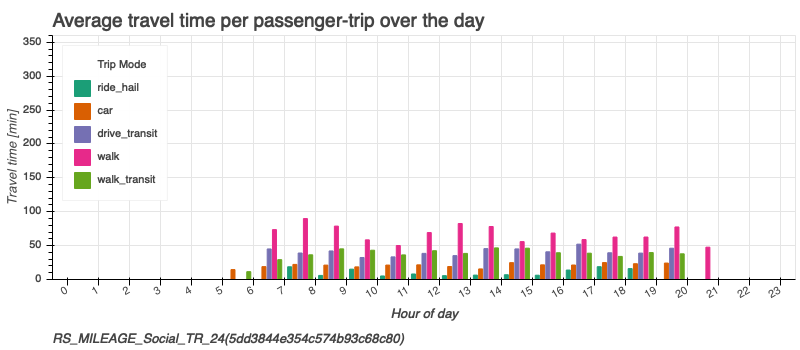 Average travel time per passenger-trip over the day
350
300
250
200
150
100
50
0
Travel time [min]
Trip Mode
ride_hail
car
drive_transit
walk
walk_transit
0 1 2 3 4 5 6 7 8 9 10 11 12 13 14 15 16 17 18 19 20 21 22 23
Hour of day
RS_MILEAGE_Social_TR_24(5dd3844e354c574b93c68c80)